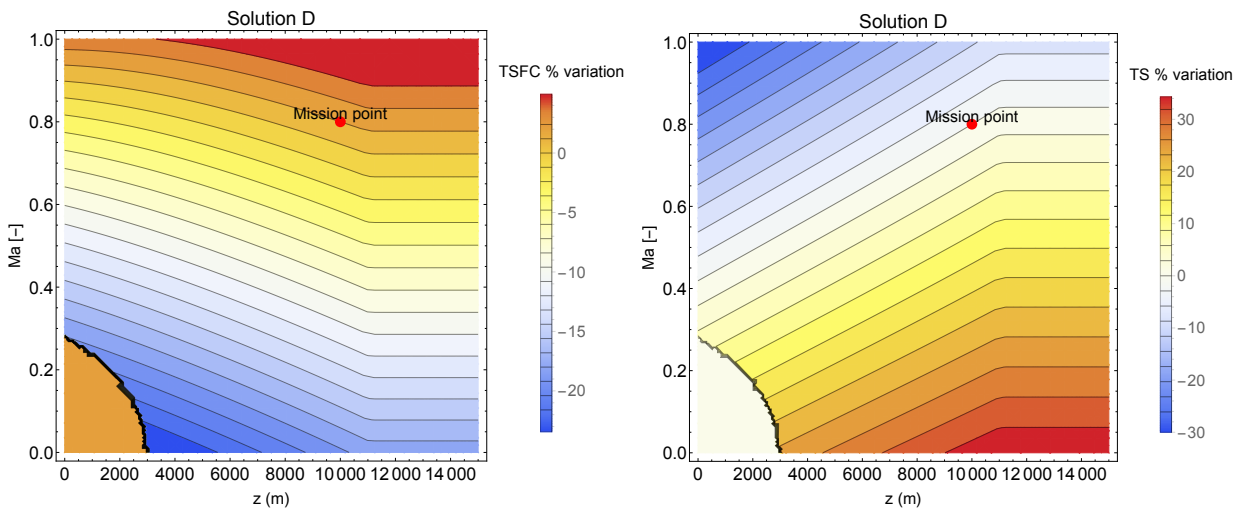 Solution D
TSFC % variation
0
−5
−10
−15
−20
Mission point
1.0
0.8
0.6
0.4
0.2
0.0
Ma [−]
0 2000 4000 6000 8000 10 000 12 000 14 000
z (m)
Solution D
TS % variation
30
20
10
0
−10
−20
−30
Mission point
1.0
0.8
0.6
0.4
0.2
0.0
Ma [−]
0 2000 4000 6000 8000 10 000 12 000 14 000
z (m)